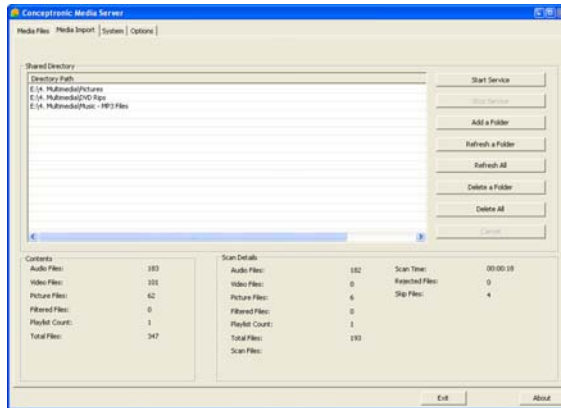 Conceptronic Media Server
Media Files Media Import System Options
Shared Directory
Directory Path
E:\4. Multimedia\Pictures
E:\4. Multimedia\DVD Rips
E:\4. Multimedia\Music - MP3 Files
Start Service
Stop Service
Add a Folder
Refresh a Folder
Refresh All
Delete a Folder
Delete All
Cancel
Contents
Audio Files: 183
Video Files: 101
Picture Files: 62
Filtered Files: 0
Playlist Count: 1
Total Files: 347
Scan Details
Audio Files: 182
Video Files: 0
Picture Files: 6
Filtered Files: 0
Playlist Count: 1
Total Files: 193
Scan Files:
Scan Time: 00:00:18
Rejected Files: 0
Skip Files: 4
Exit About